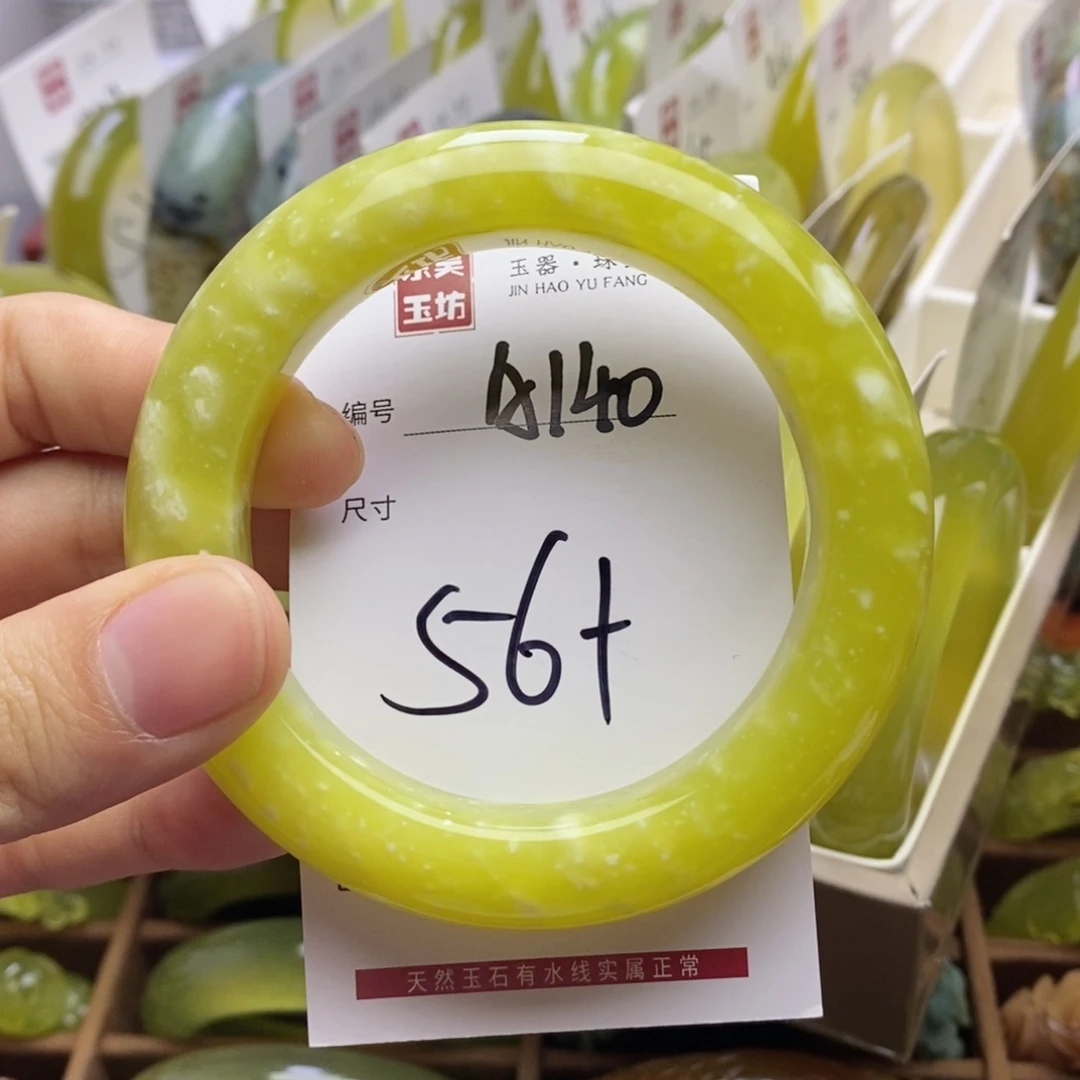 玉坊
玉器·珠
JIN HAO YU FANG
编号 A140
尺寸
56+
天然玉石有水线实属正常